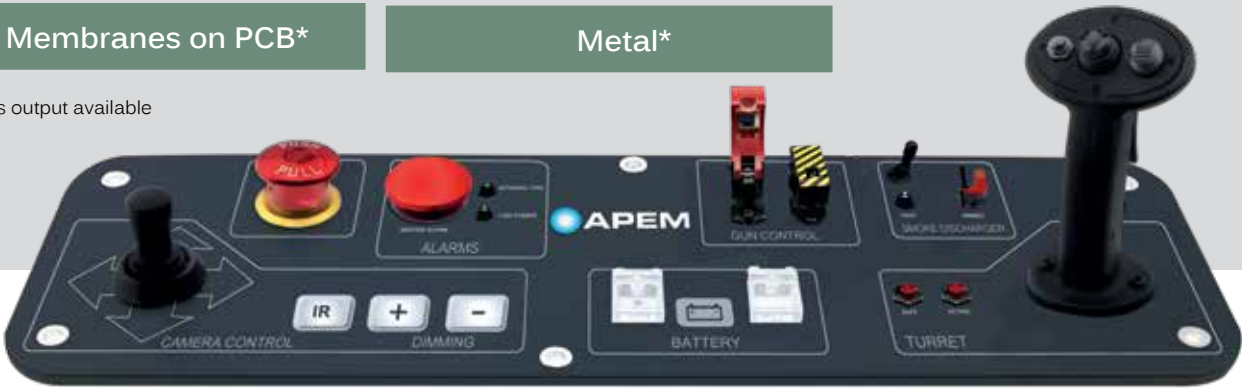 Membranes on PCB*
Metal*
s output available
PUSH
PULL
ALARMS
APEM
GUN CONTROL
SMOKE DISCHARGER
CAMERA CONTROL
IR
+
-
DIMMING
BATTERY
TURRET